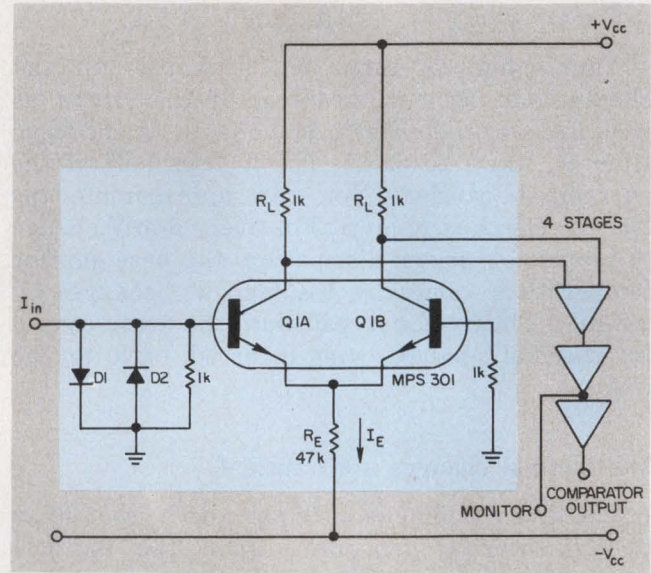 +Vcc
RL 1k
RL 1k
4 STAGES
Iin
Q1A
Q1B
D1
D2
1k
MPS 301
1k
RE
47k
IE
MONITOR
COMPARATOR
OUTPUT
-Vcc